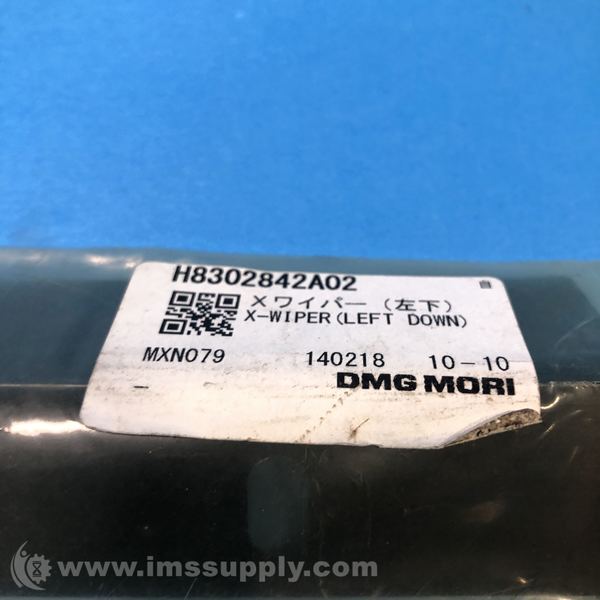 H8302842A02
自
Xワイパー(左下)
X-WIPER(LEFT DOWN)
MXN079 140218 10-10
DMG MORI
www.imssupply.com